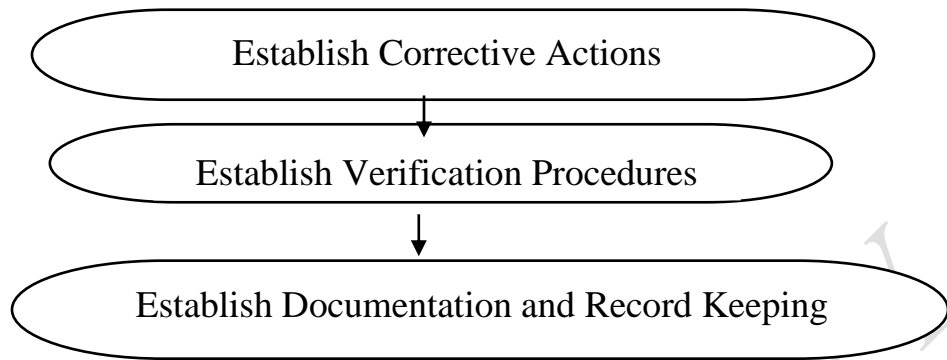 Establish Corrective Actions
Establish Verification Procedures
Establish Documentation and Record Keeping